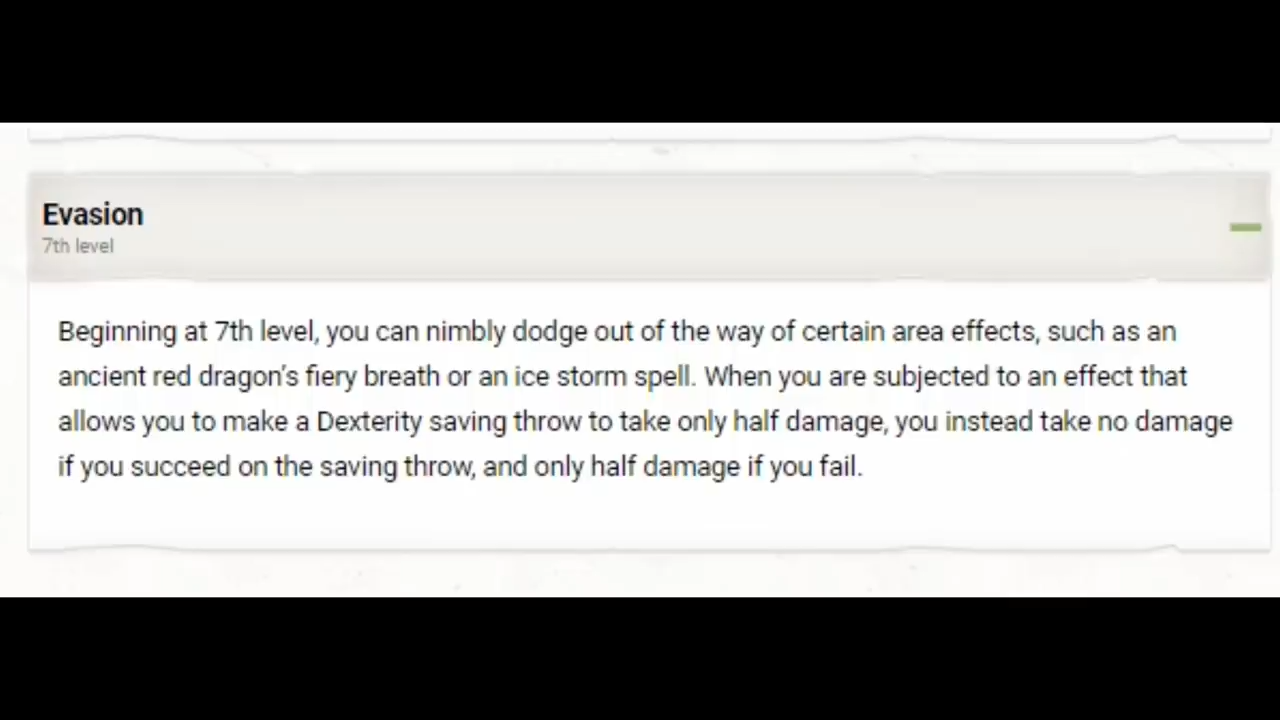 Evasion
7th level
Beginning at 7th level, you can nimbly dodge out of the way of certain area effects, such as an
ancient red dragon’s fiery breath or an ice storm spell. When you are subjected to an effect that
allows you to make a Dexterity saving throw to take only half damage, you instead take no damage
if you succeed on the saving throw, and only half damage if you fail.